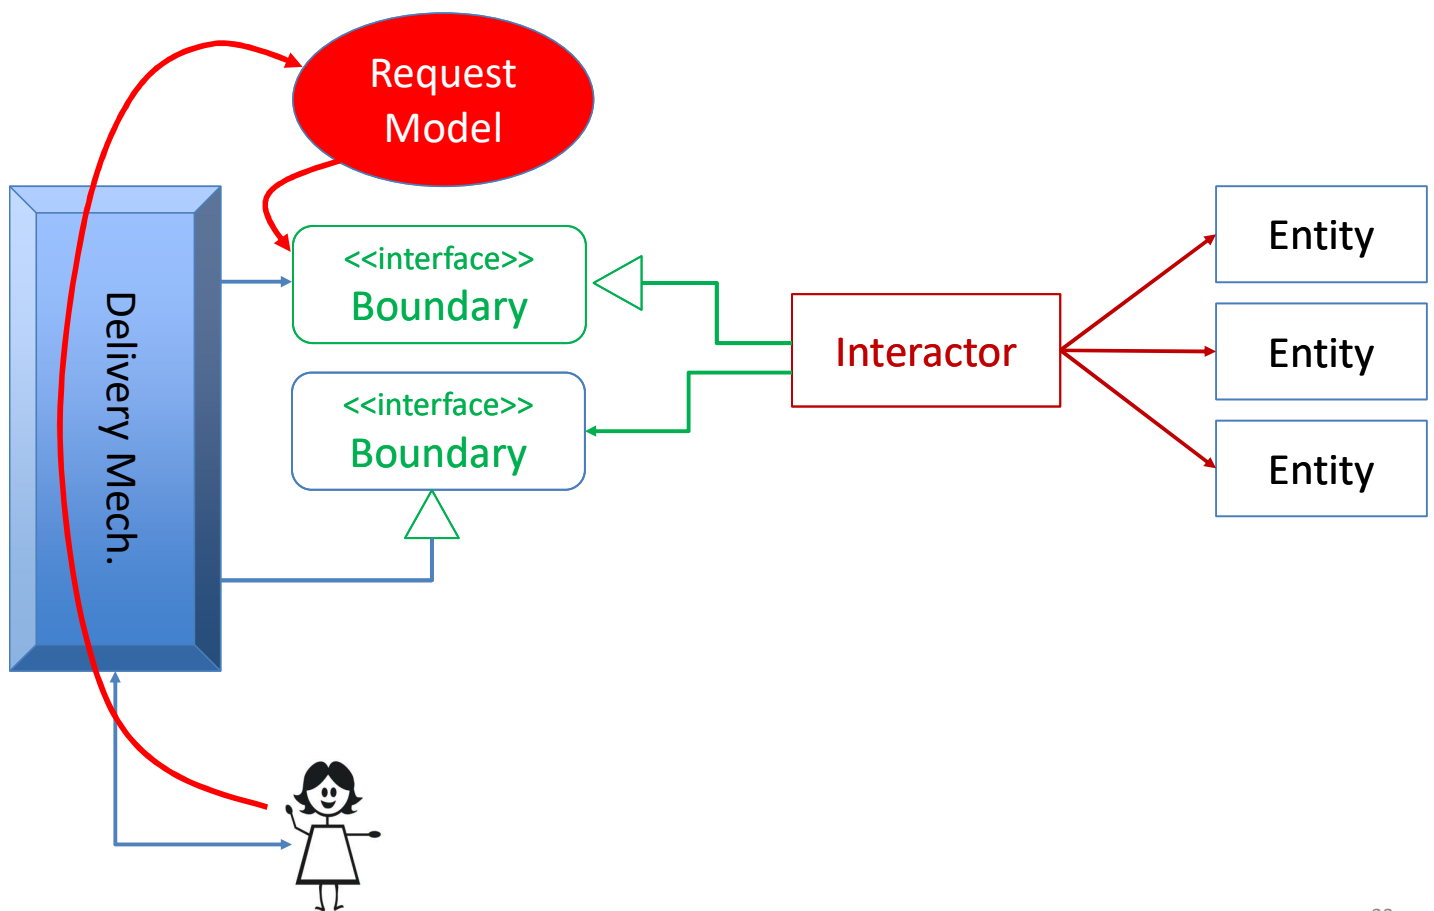 Request
Model
<<interface>>
Boundary
<<interface>>
Boundary
Delivery Mech.
Interactor
Entity
Entity
Entity